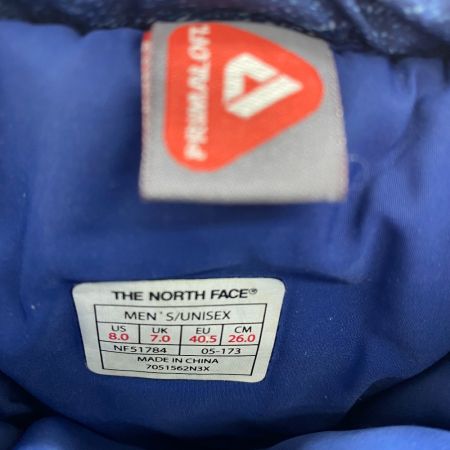 PRIMALOFT
THE NORTH FACE®
MEN'S/UNISEX
US UK EU CM
8.0 7.0 40.5 26.0
NF51784 05-173
MADE IN CHINA
7051562N3X